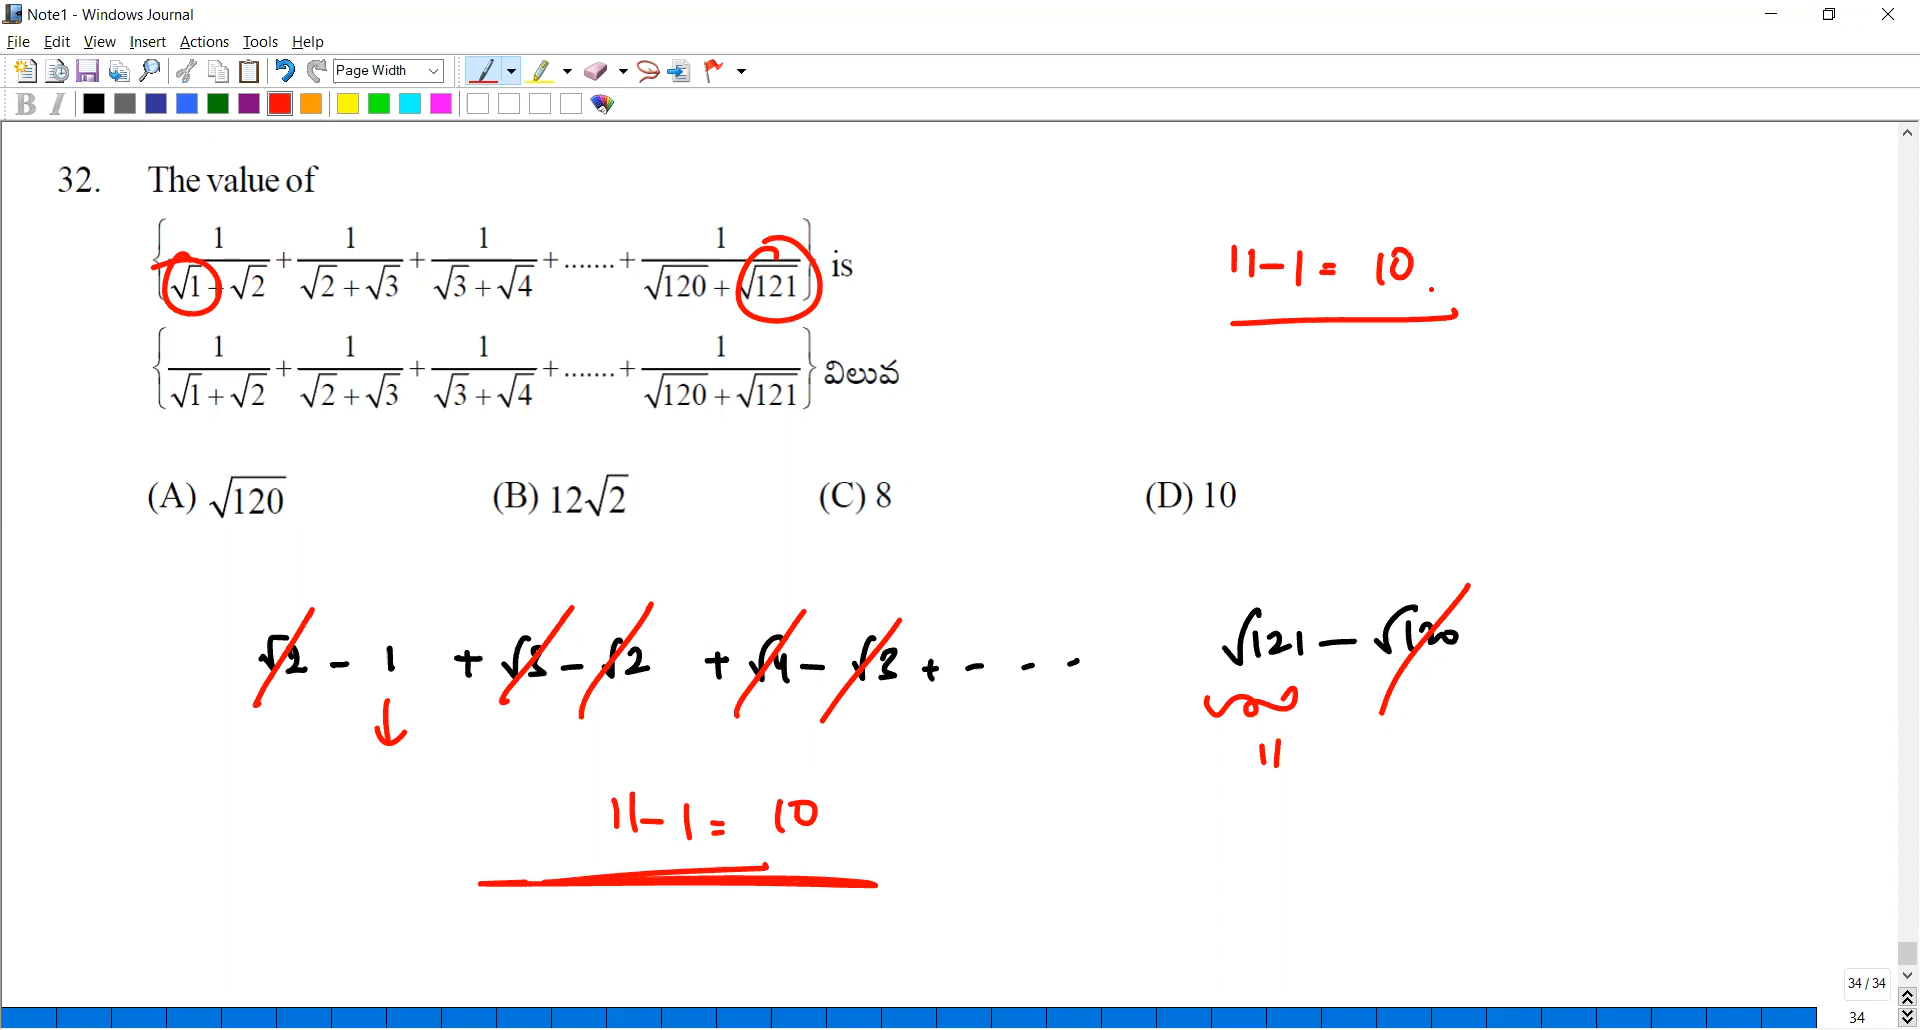 Note1 - Windows Journal
File Edit View Insert Actions Tools Help
Page Width
B I
32. The value of
{1/(√1+√2) + 1/(√2+√3) + 1/(√3+√4) + ....... + 1/(√120+√121)} is
11 - 1 = 10.
{1/(√1+√2) + 1/(√2+√3) + 1/(√3+√4) + ....... + 1/(√120+√121)} విలువ
(A) √120 (B) 12√2 (C) 8 (D) 10
√2 - 1 + √3 - √2 + √4 - √3 + - - - √121 - √120
11
11 - 1 = 10
34 / 34
34